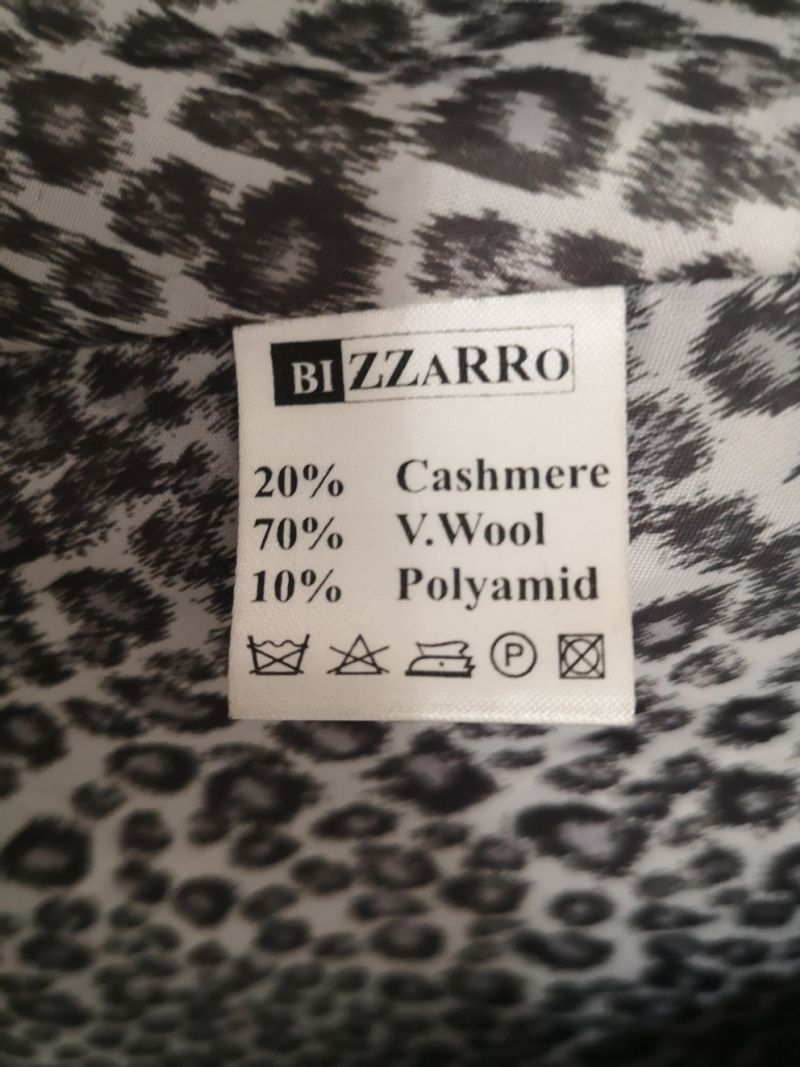 BIZZARRO
20% Cashmere
70% V.Wool
10% Polyamid
P